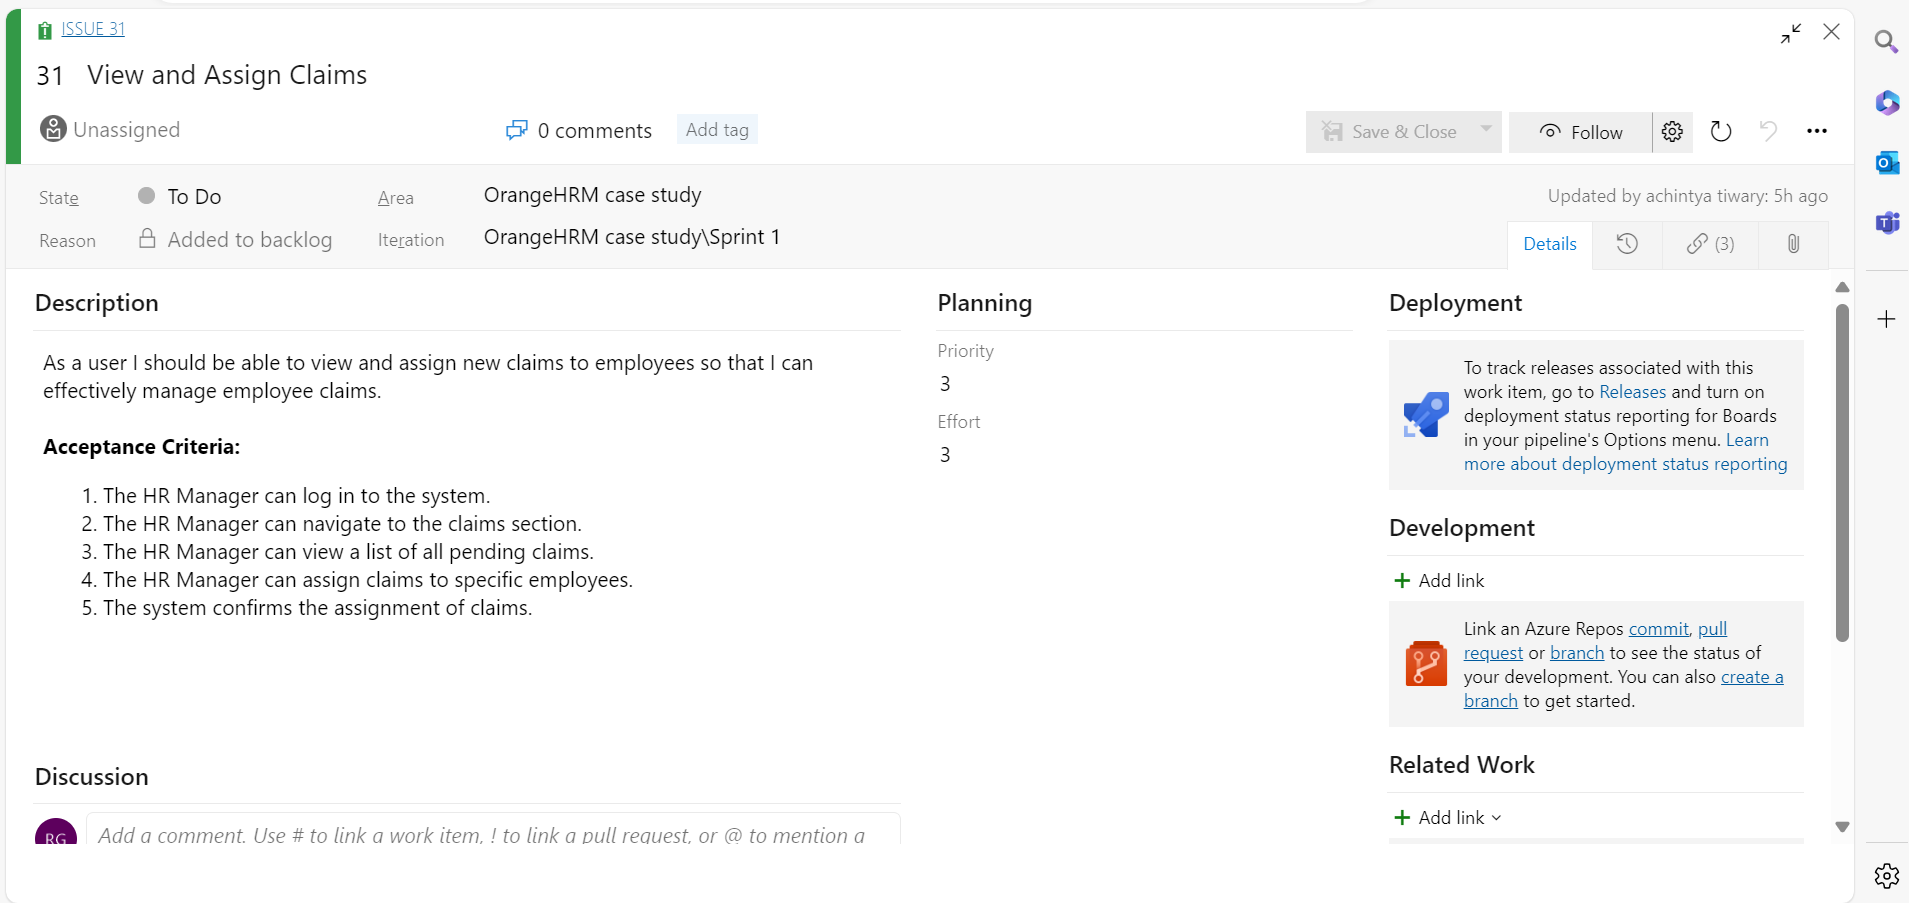 ISSUE 31
31 View and Assign Claims
Unassigned
0 comments
Add tag
Save & Close
Follow
State
To Do
Area
OrangeHRM case study
Updated by achintya tiwary: 5h ago
Reason
Added to backlog
Iteration
OrangeHRM case study\Sprint 1
Details
(3)
Description
As a user I should be able to view and assign new claims to employees so that I can
effectively manage employee claims.
Acceptance Criteria:
1. The HR Manager can log in to the system.
2. The HR Manager can navigate to the claims section.
3. The HR Manager can view a list of all pending claims.
4. The HR Manager can assign claims to specific employees.
5. The system confirms the assignment of claims.
Discussion
RG
Add a comment. Use # to link a work item, ! to link a pull request, or @ to mention a
Planning
Priority
3
Effort
3
Deployment
To track releases associated with this
work item, go to Releases and turn on
deployment status reporting for Boards
in your pipeline's Options menu. Learn
more about deployment status reporting
Development
Add link
Link an Azure Repos commit, pull
request or branch to see the status of
your development. You can also create a
branch to get started.
Related Work
Add link